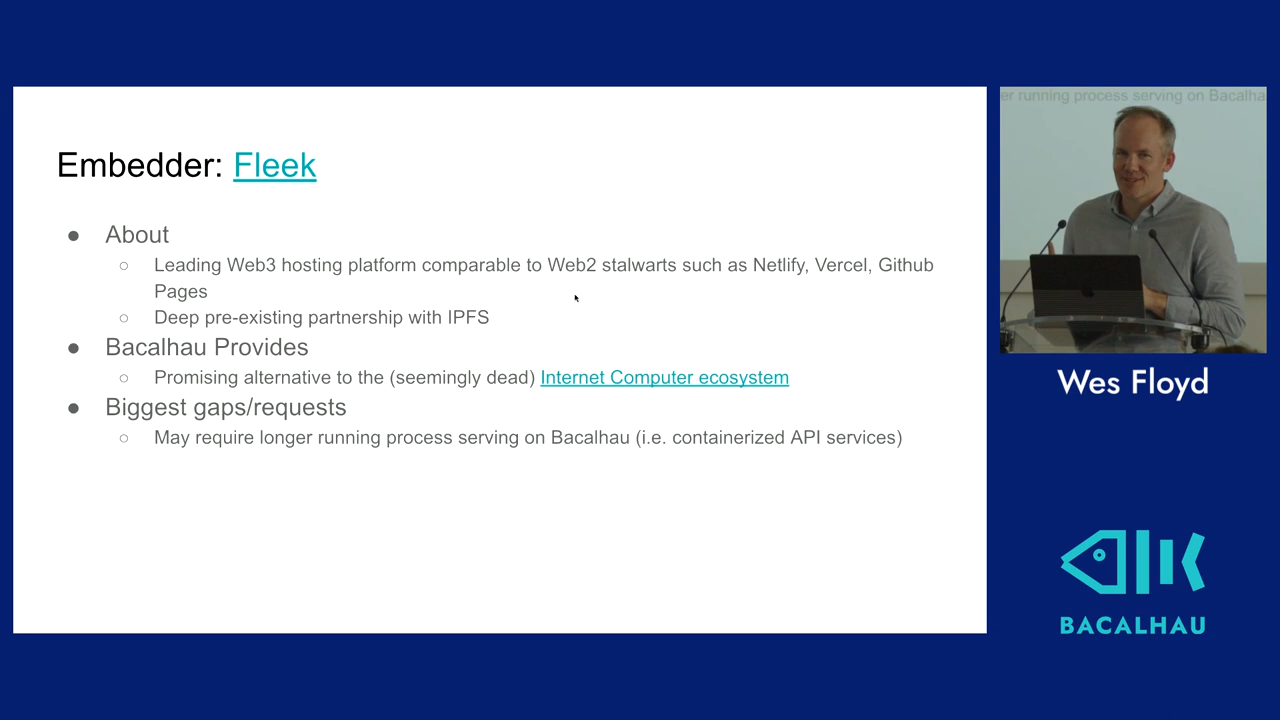 Embedder: Fleek
● About
○ Leading Web3 hosting platform comparable to Web2 stalwarts such as Netlify, Vercel, Github
Pages
○ Deep pre-existing partnership with IPFS
● Bacalhau Provides
○ Promising alternative to the (seemingly dead) Internet Computer ecosystem
● Biggest gaps/requests
○ May require longer running process serving on Bacalhau (i.e. containerized API services)
er running process serving on Bacalha
Wes Floyd
BACALHAU